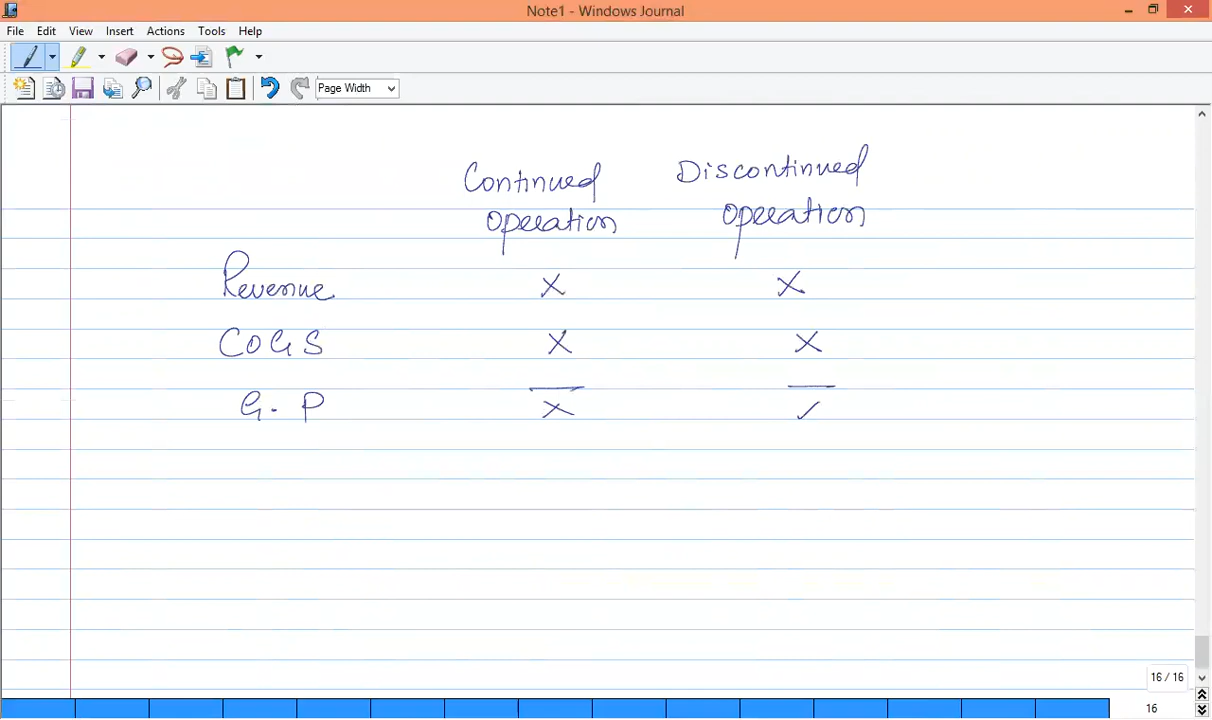 Note1 - Windows Journal
File Edit View Insert Actions Tools Help
Page Width
Continued Discontinued
operation operation
Revenue X X
COGS X X
G. P X /
16 / 16
16